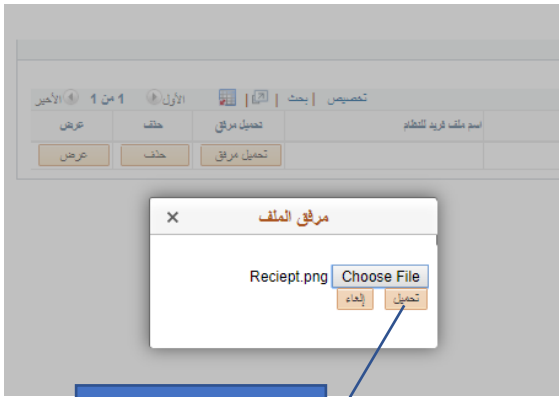 تخصيص | بحث | | الأول 1 من 1 الأخير
اسم ملف فريد للنظام تحميل مرفق حذف عرض
تحميل مرفق حذف عرض
مرفق الملف ×
Reciept.png Choose File
تحميل إلغاء